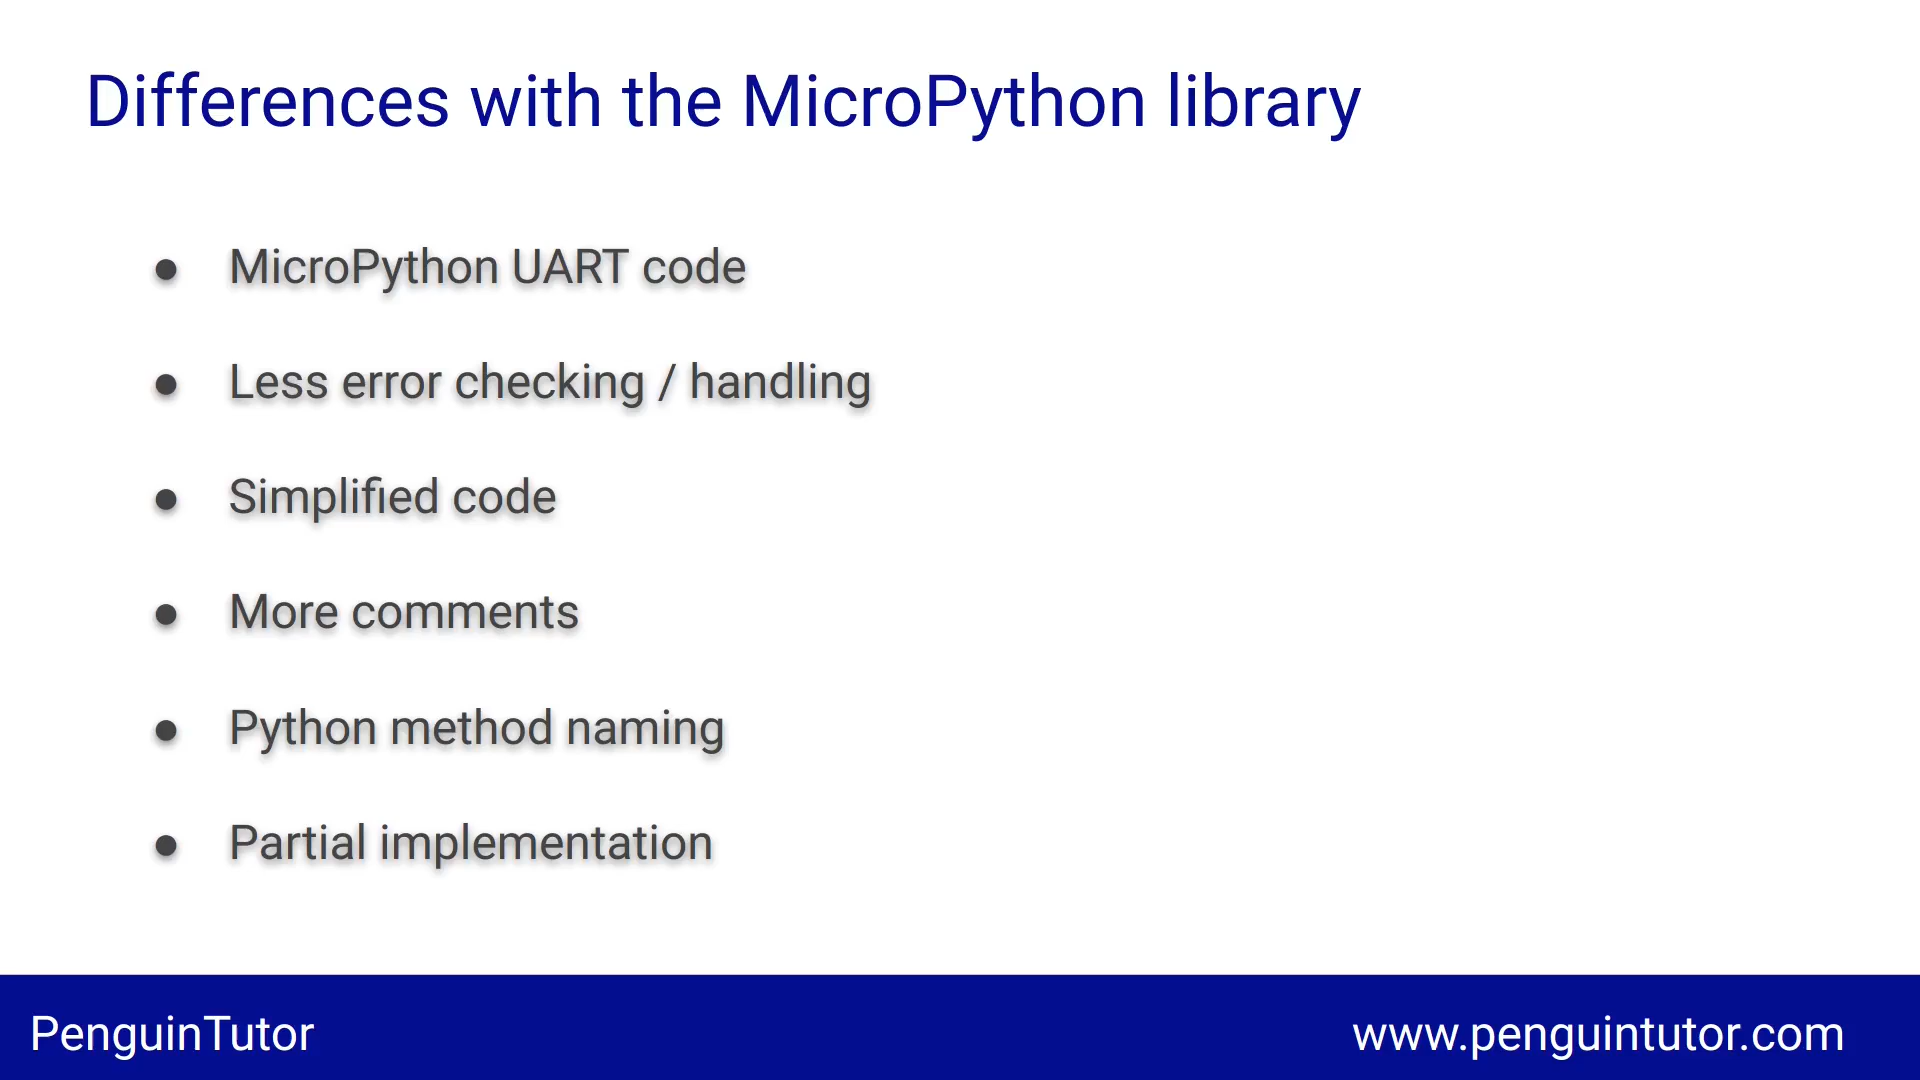 Differences with the MicroPython library
● MicroPython UART code
● Less error checking / handling
● Simplified code
● More comments
● Python method naming
● Partial implementation
PenguinTutor
www.penguintutor.com